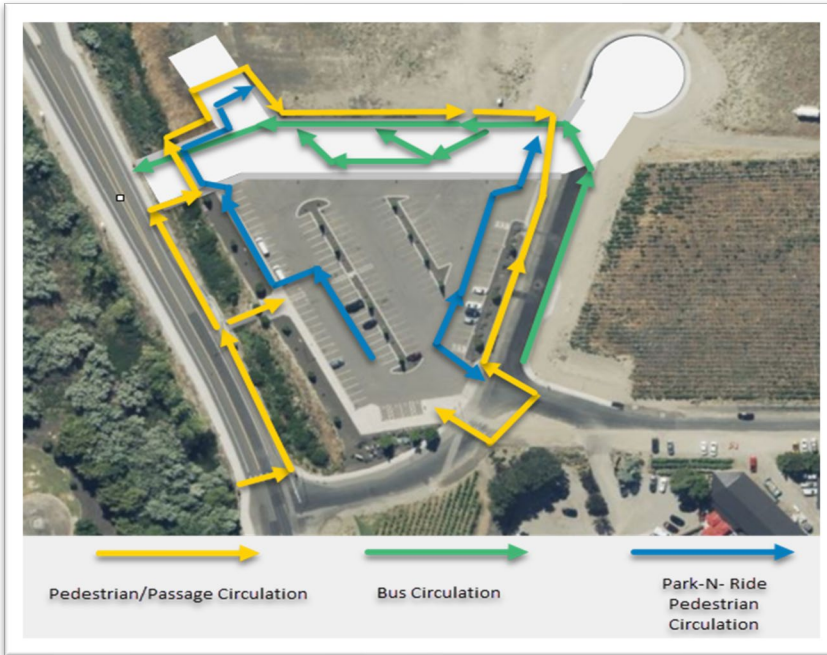 Pedestrian/Passage Circulation
Bus Circulation
Park-N- Ride
Pedestrian
Circulation